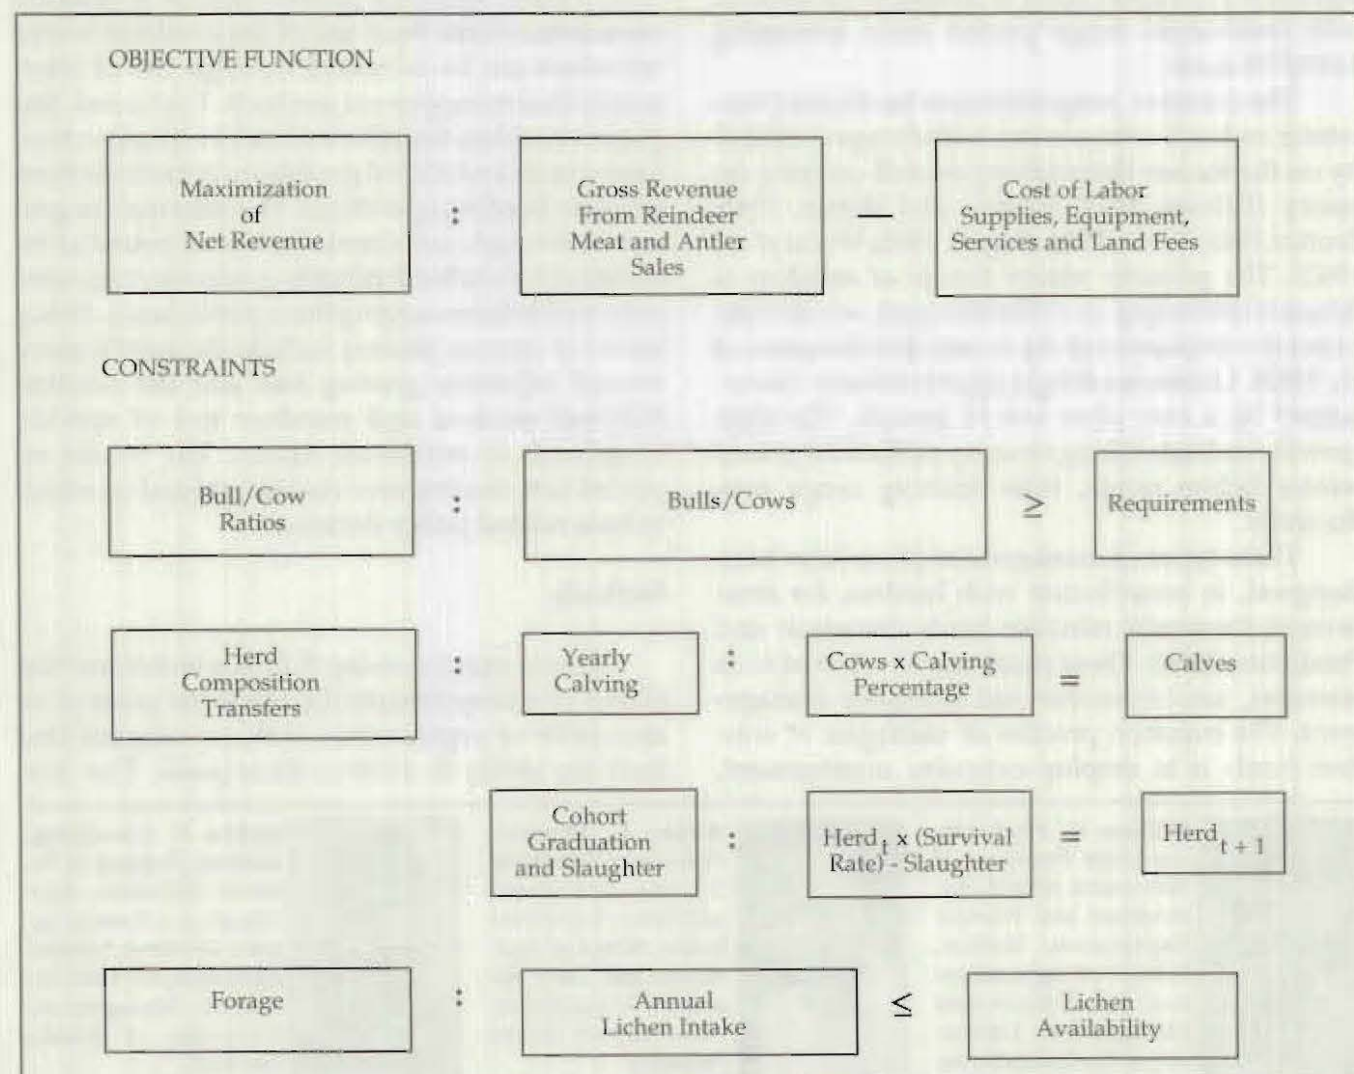 OBJECTIVE FUNCTION
Maximization
of
Net Revenue
:
Gross Revenue
From Reindeer
Meat and Antler
Sales
—
Cost of Labor
Supplies, Equipment,
Services and Land Fees
CONSTRAINTS
Bull/Cow
Ratios
:
Bulls/Cows
≥
Requirements
Herd
Composition
Transfers
:
Yearly
Calving
:
Cows x Calving
Percentage
=
Calves
Cohort
Graduation
and Slaughter
:
Herd t x (Survival
Rate) - Slaughter
=
Herd t + 1
Forage
:
Annual
Lichen Intake
≤
Lichen
Availability